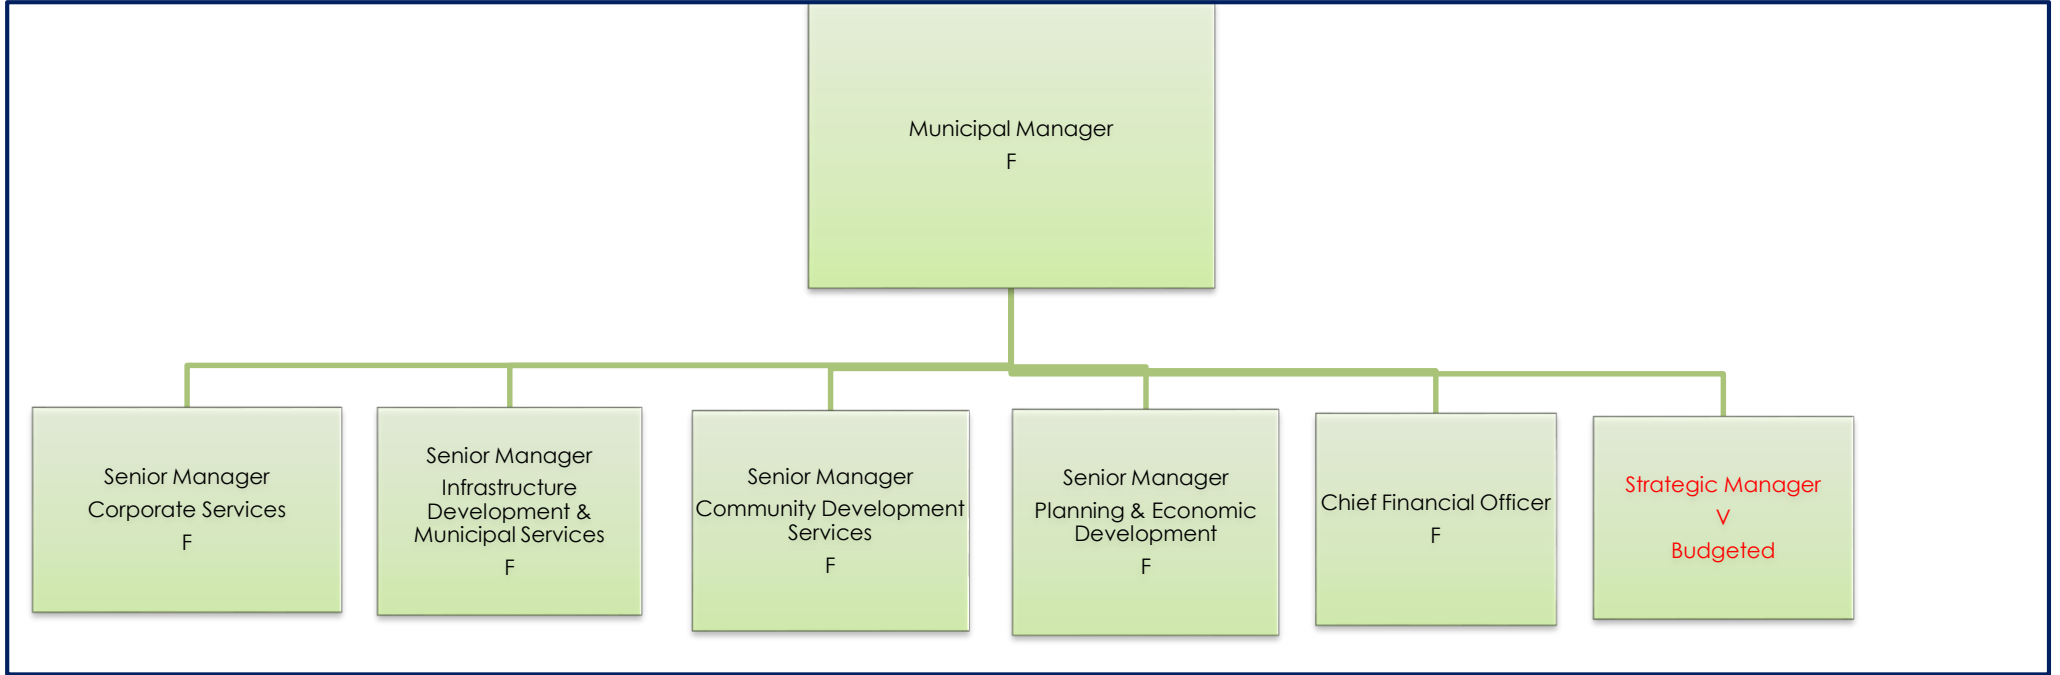 Municipal Manager
F
Senior Manager
Corporate Services
F
Senior Manager
Infrastructure
Development &
Municipal Services
F
Senior Manager
Community Development
Services
F
Senior Manager
Planning & Economic
Development
F
Chief Financial Officer
F
Strategic Manager
V
Budgeted